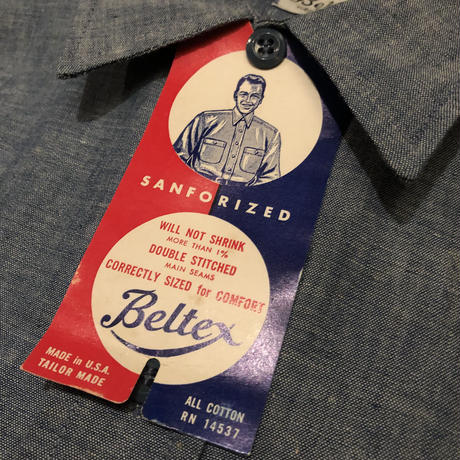 SANFORIZED
WILL NOT SHRINK
MORE THAN 1%
DOUBLE STITCHED
MAIN SEAMS
CORRECTLY SIZED for COMFORT
Beltex
MADE in U.S.A.
TAILOR MADE
ALL COTTON
RN 14537